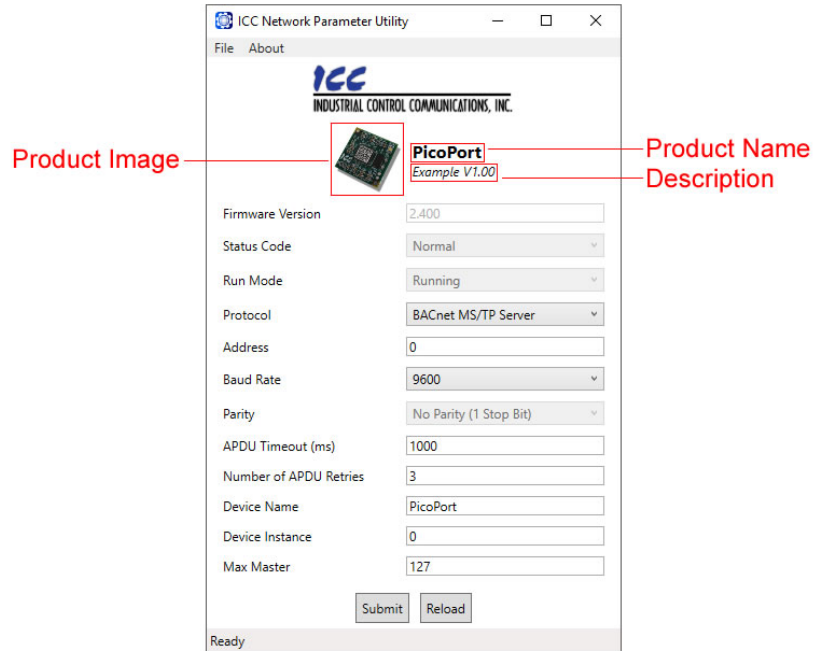 ICC Network Parameter Utility
File About
ICC
INDUSTRIAL CONTROL COMMUNICATIONS, INC.
Product Image
PicoPort
Product Name
Example V1.00
Description
Firmware Version 2.400
Status Code Normal
Run Mode Running
Protocol BACnet MS/TP Server
Address 0
Baud Rate 9600
Parity No Parity (1 Stop Bit)
APDU Timeout (ms) 1000
Number of APDU Retries 3
Device Name PicoPort
Device Instance 0
Max Master 127
Submit Reload
Ready